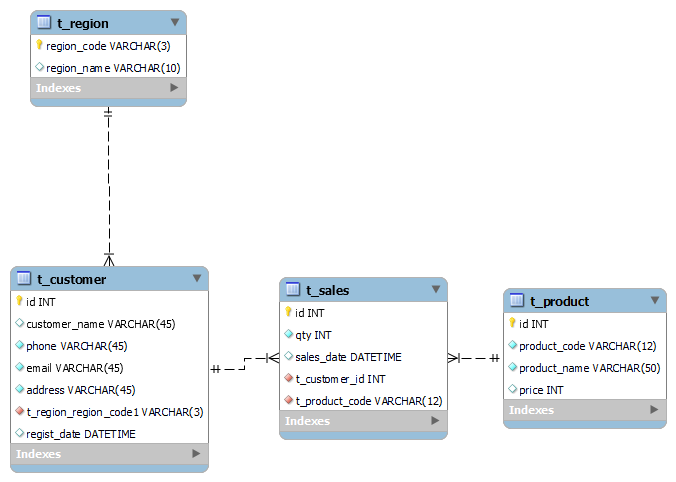 t_region
region_code VARCHAR(3)
region_name VARCHAR(10)
Indexes
t_customer
id INT
customer_name VARCHAR(45)
phone VARCHAR(45)
email VARCHAR(45)
address VARCHAR(45)
t_region_region_code1 VARCHAR(3)
regist_date DATETIME
Indexes
t_sales
id INT
qty INT
sales_date DATETIME
t_customer_id INT
t_product_code VARCHAR(12)
Indexes
t_product
id INT
product_code VARCHAR(12)
product_name VARCHAR(50)
price INT
Indexes